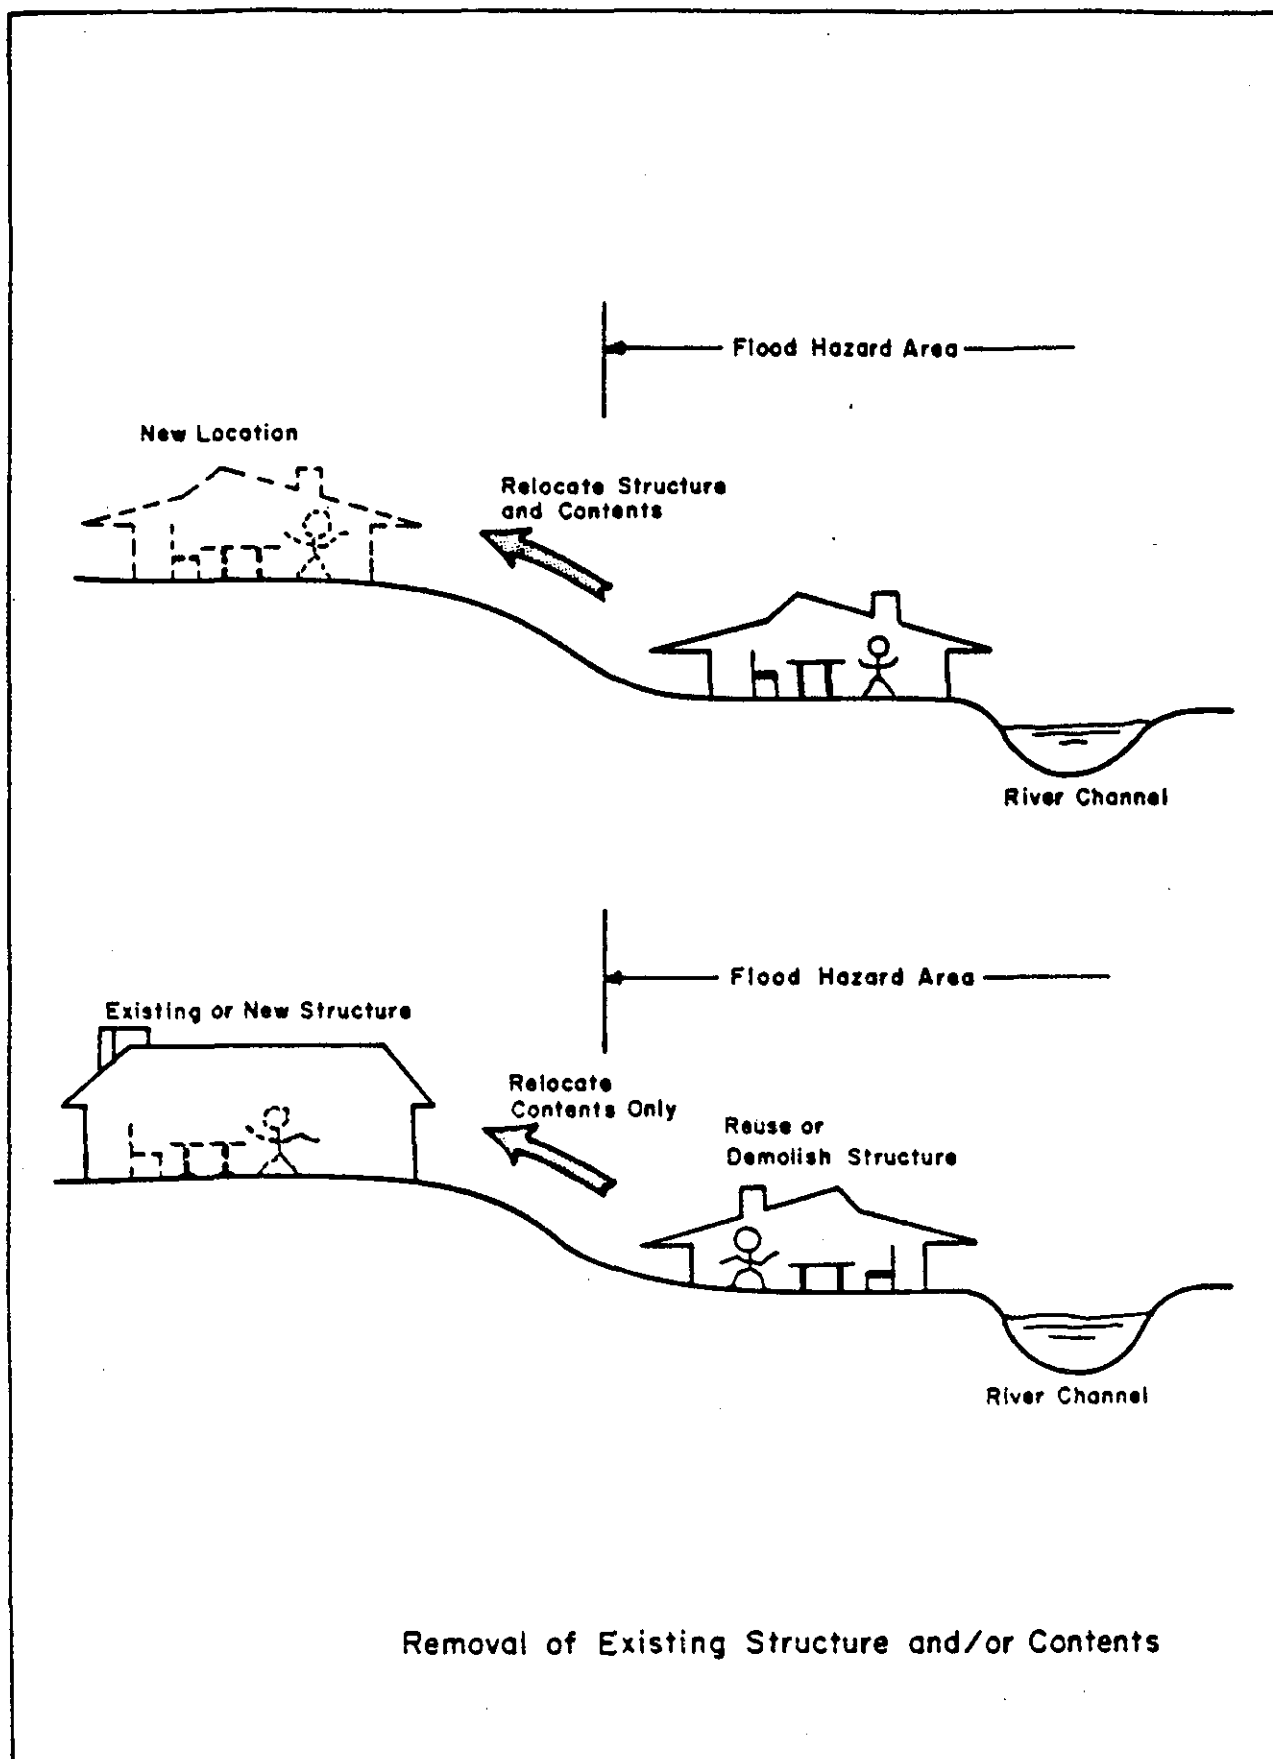 Flood Hazard Area
New Location
Relocate Structure
and Contents
River Channel
Flood Hazard Area
Existing or New Structure
Relocate
Contents Only
Reuse or
Demolish Structure
River Channel
Removal of Existing Structure and/or Contents